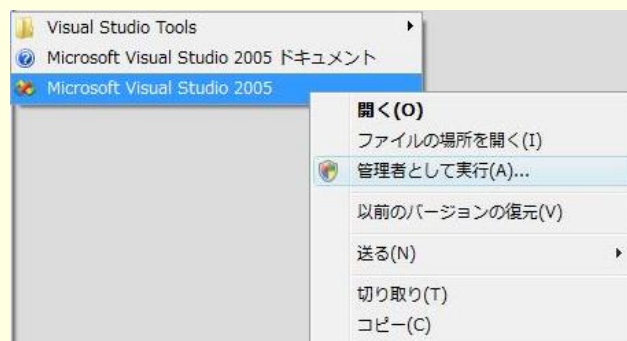 Visual Studio Tools
Microsoft Visual Studio 2005 ドキュメント
Microsoft Visual Studio 2005
開く(O)
ファイルの場所を開く(I)
管理者として実行(A)...
以前のバージョンの復元(V)
送る(N)
切り取り(T)
コピー(C)